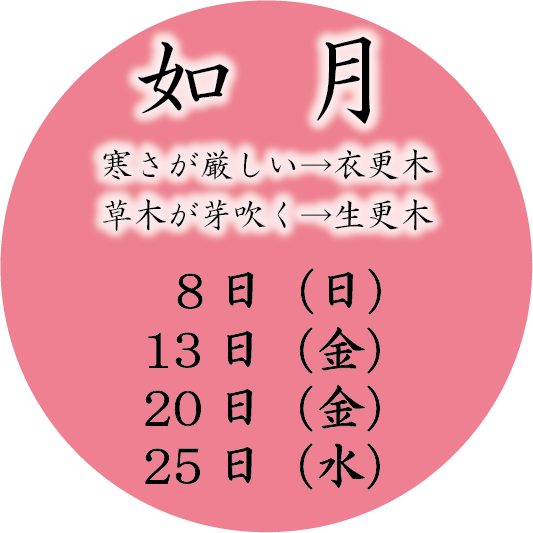 如 月
寒さが厳しい→衣更木
草木が芽吹く→生更木
8日（日）
13日（金）
20日（金）
25日（水）